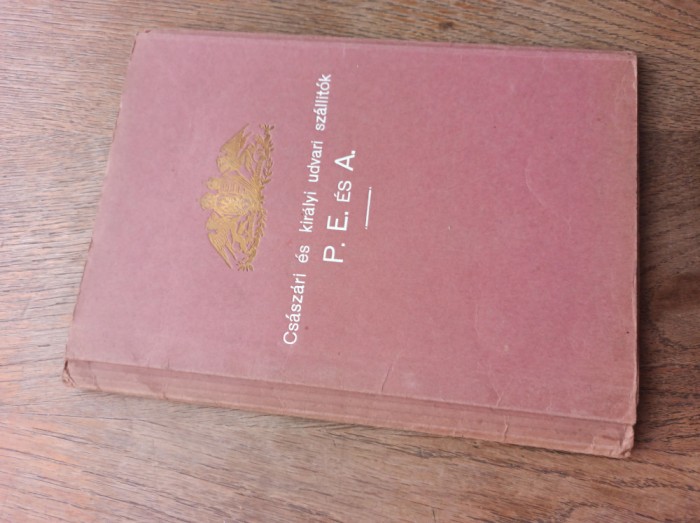 Császári és királyi udvari szállitók
P. E. ÉS A.